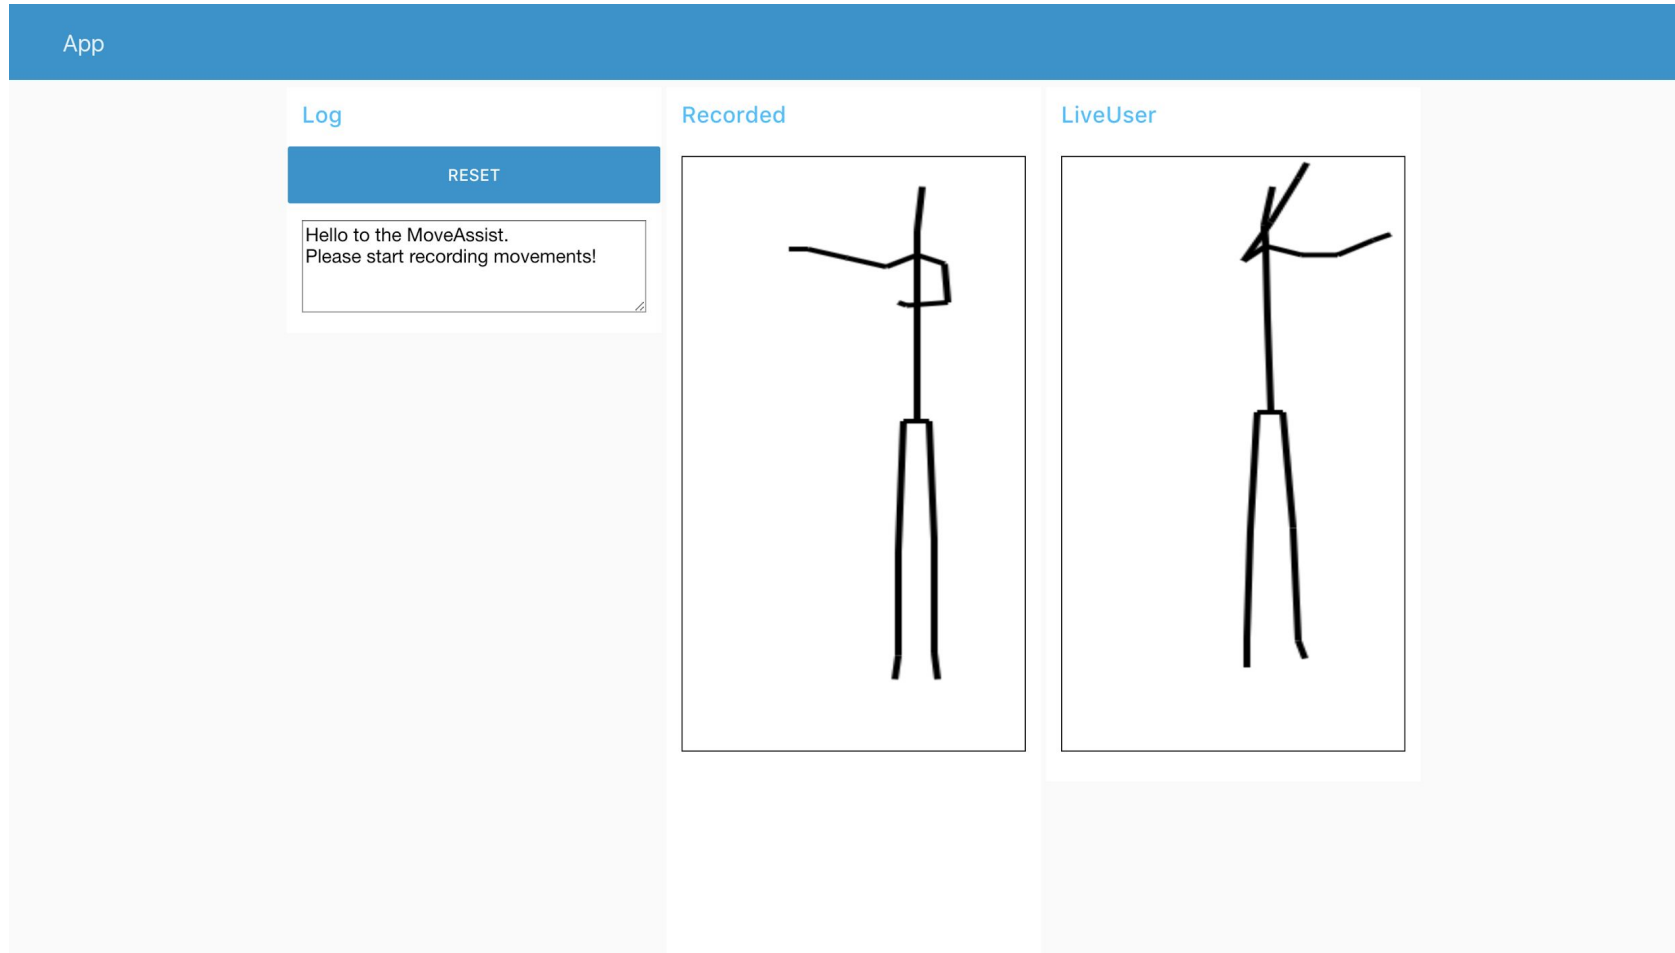 App
Log
RESET
Hello to the MoveAssist.
Please start recording movements!
Recorded
LiveUser